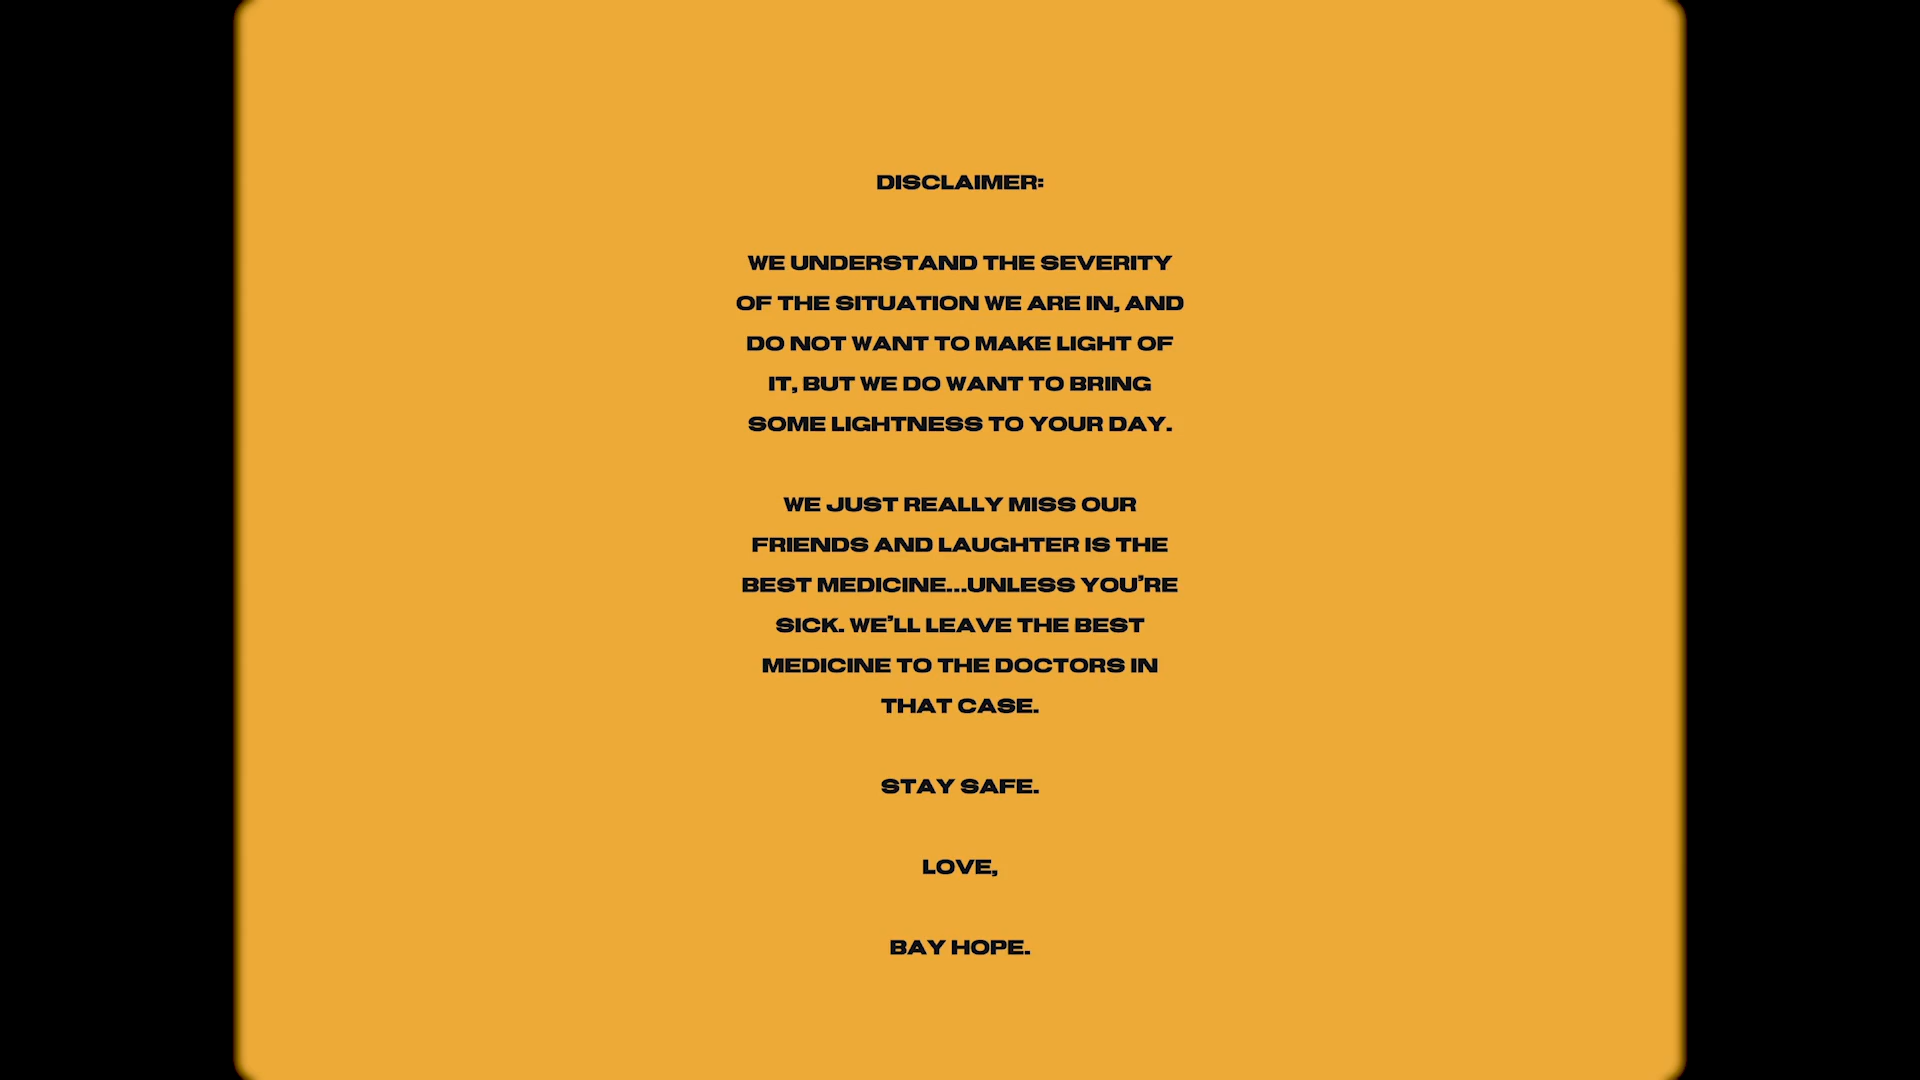 DISCLAIMER:
WE UNDERSTAND THE SEVERITY
OF THE SITUATION WE ARE IN, AND
DO NOT WANT TO MAKE LIGHT OF
IT, BUT WE DO WANT TO BRING
SOME LIGHTNESS TO YOUR DAY.
WE JUST REALLY MISS OUR
FRIENDS AND LAUGHTER IS THE
BEST MEDICINE...UNLESS YOU'RE
SICK. WE'LL LEAVE THE BEST
MEDICINE TO THE DOCTORS IN
THAT CASE.
STAY SAFE.
LOVE,
BAY HOPE.